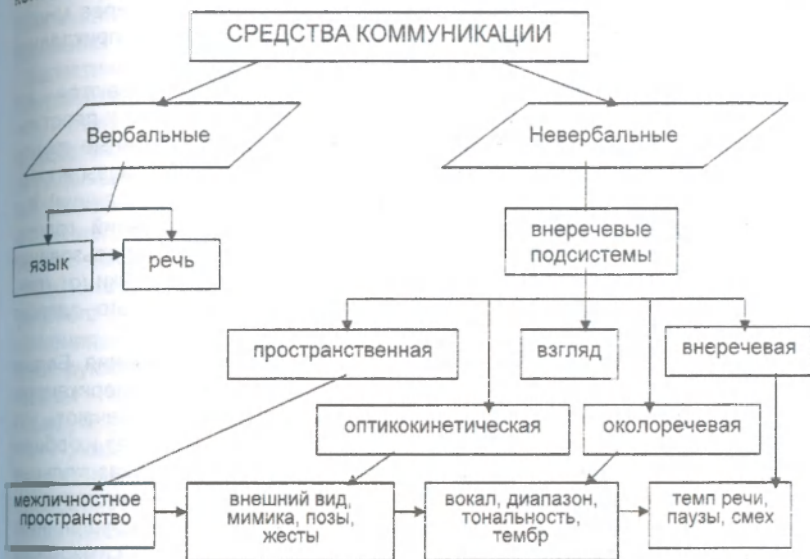 СРЕДСТВА КОММУНИКАЦИИ
Вербальные
Невербальные
язык
речь
внеречевые
подсистемы
пространственная
взгляд
внеречевая
оптикокинетическая
околоречевая
межличностное
пространство
внешний вид,
мимика, позы,
жесты
вокал, диапазон,
тональность,
тембр
темп речи,
паузы, смех